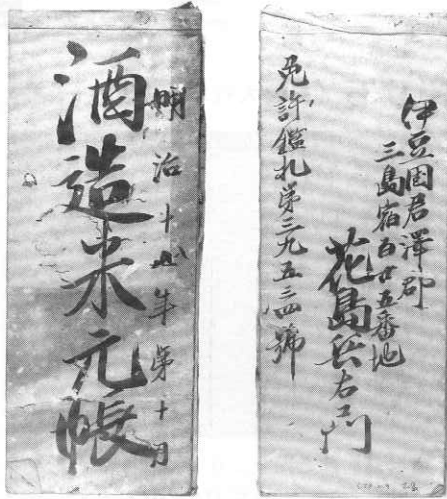 明治十四年第十月
酒造米元帳
伊豆国君澤郡
三島宿百廿五番地
花島兵右エ門
免許鑑札第三九五三四號